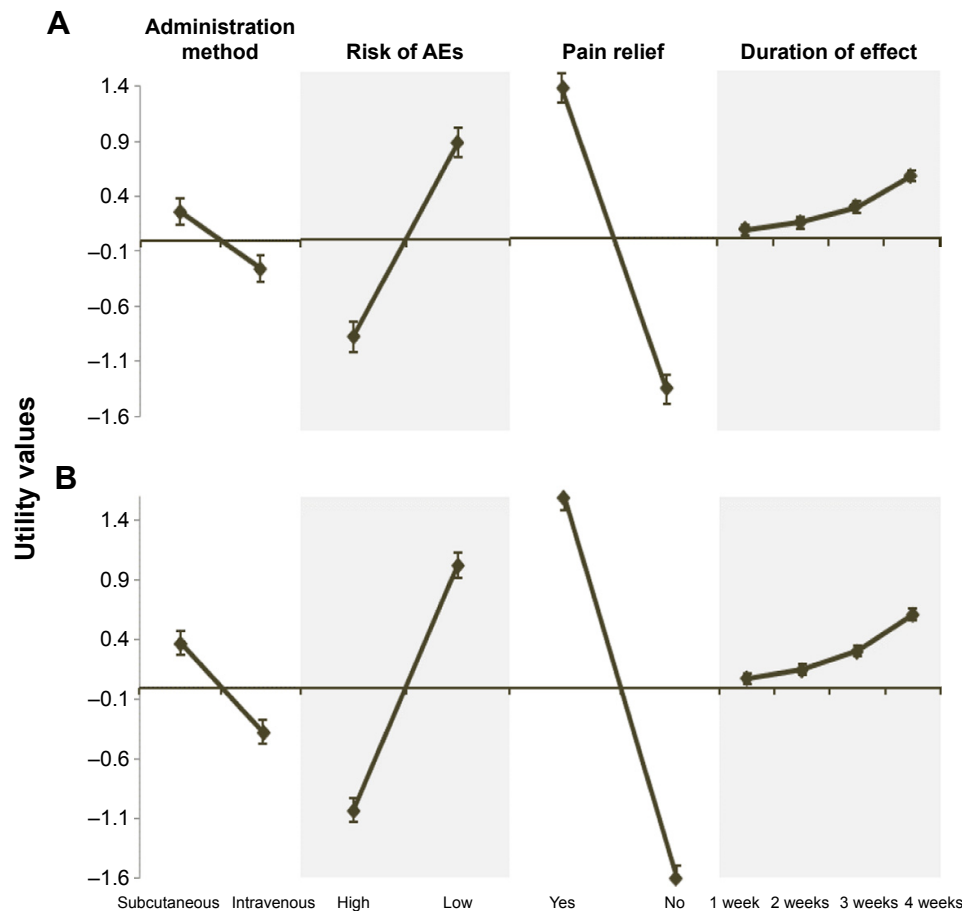 A
Administration
method
Risk of AEs
Pain relief
Duration of effect
1.4
0.9
0.4
–0.1
–0.6
–1.1
–1.6
Utility values
B
1.4
0.9
0.4
–0.1
–0.6
–1.1
–1.6
Subcutaneous Intravenous High Low Yes No 1 week 2 weeks 3 weeks 4 weeks